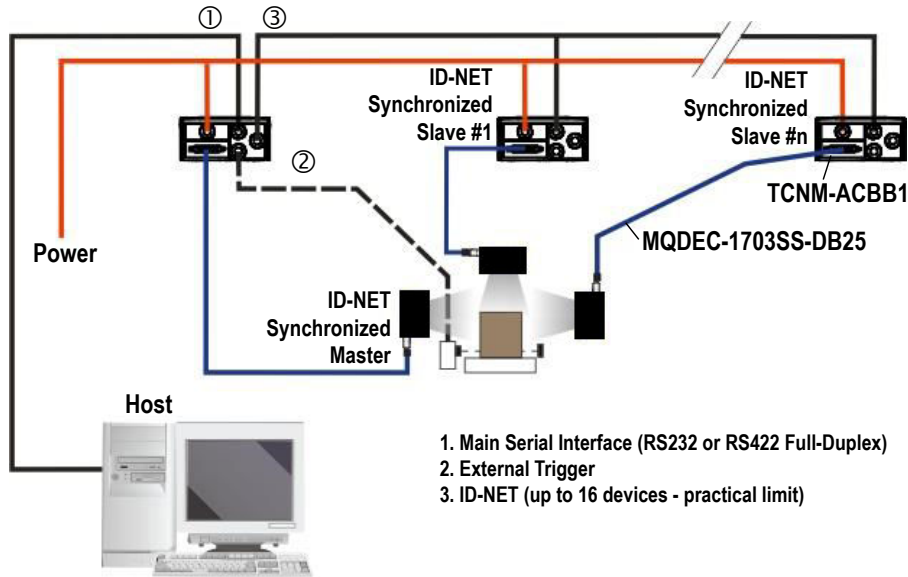 ① ③
ID-NET
Synchronized
Slave #1
ID-NET
Synchronized
Slave #n
②
TCNM-ACBB1
MQDEC-1703SS-DB25
Power
ID-NET
Synchronized
Master
Host
1. Main Serial Interface (RS232 or RS422 Full-Duplex)
2. External Trigger
3. ID-NET (up to 16 devices - practical limit)